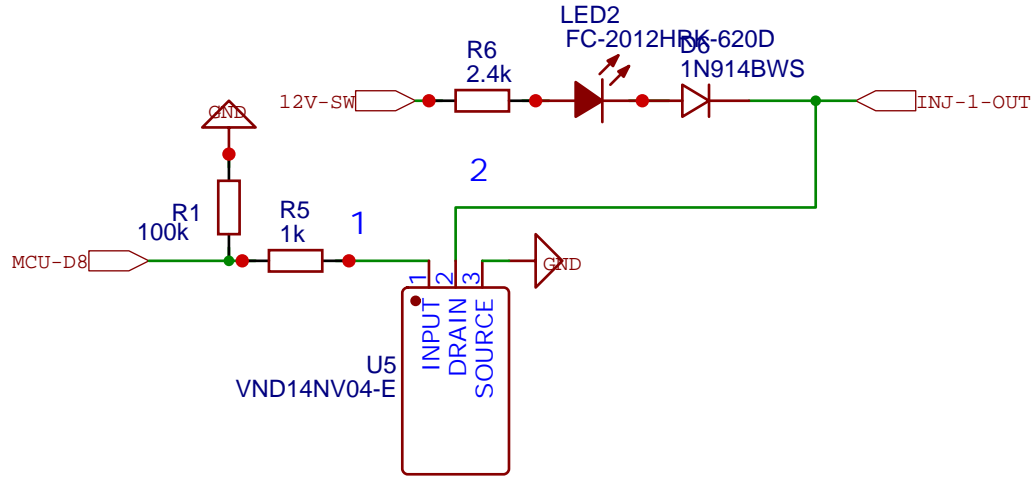 LED2
FC-2012HRK-620D
D6
1N914BWS
R6
2.4k
12V-SW
INJ-1-OUT
GND
2
R1
100k
R5
1k
1
MCU-D8
GND
1
2
3
INPUT
DRAIN
SOURCE
U5
VND14NV04-E